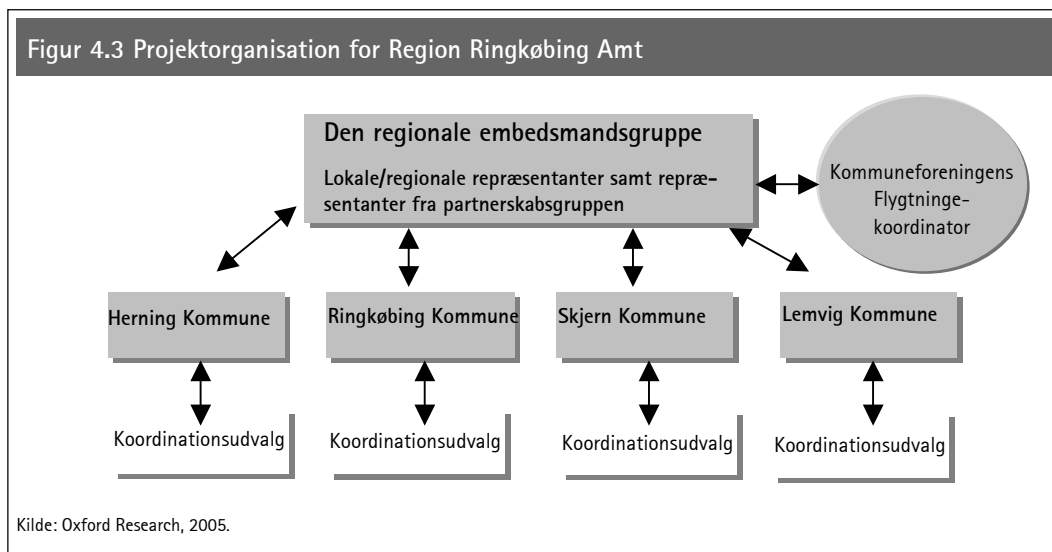 Figur 4.3 Projektorganisation for Region Ringkøbing Amt
Den regionale embedsmandsgruppe
Lokale/regionale repræsentanter samt repræ-
sentanter fra partnerskabsgruppen
Kommuneforeningens
Flygtninge-
koordinator
Herning Kommune
Ringkøbing Kommune
Skjern Kommune
Lemvig Kommune
Koordinationsudvalg
Koordinationsudvalg
Koordinationsudvalg
Koordinationsudvalg
Kilde: Oxford Research, 2005.